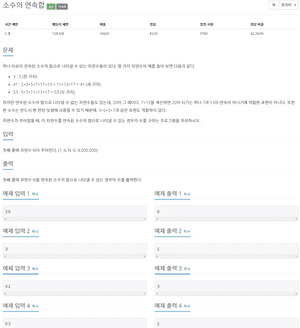 소수의 연속합
한국어
시간 제한 메모리 제한 제출 정답 맞힌 사람 정답 비율
문제
하나 이상의 연속된 소수의 합으로 나타낼 수 있는 자연수들이 있다. 몇 가지 자연수의 예를 들어 보면 다음과 같다.
3 : 3 (한 가지)
41 : 2+3+5+7+11+13 = 11+13+17 = 41 (세 가지)
53 : 5+7+11+13+17 = 53 (두 가지)
하지만 연속된 소수의 합으로 나타낼 수 없는 자연수들도 있는데, 20이 그 예이다. 7+13을 계산하면 20이 되기는 하나 7과 13이 연속이 아니기에 적합한 표현이 아니다. 또한
한 소수는 반드시 한 번만 덧셈에 사용될 수 있기 때문에, 3+5+5+7과 같은 표현도 적합하지 않다.
자연수가 주어졌을 때, 이 자연수를 연속된 소수의 합으로 나타낼 수 있는 경우의 수를 구하는 프로그램을 작성하시오.
입력
첫째 줄에 자연수 N이 주어진다. (1 ≤ N ≤ 4,000,000)
출력
첫째 줄에 자연수 N을 연속된 소수의 합으로 나타낼 수 있는 경우의 수를 출력한다.
예제 입력 1 복사
20
예제 출력 1 복사
0
예제 입력 2 복사
3
예제 출력 2 복사
1
예제 입력 3 복사
41
예제 출력 3 복사
3
예제 입력 4 복사
53
예제 출력 4 복사
2